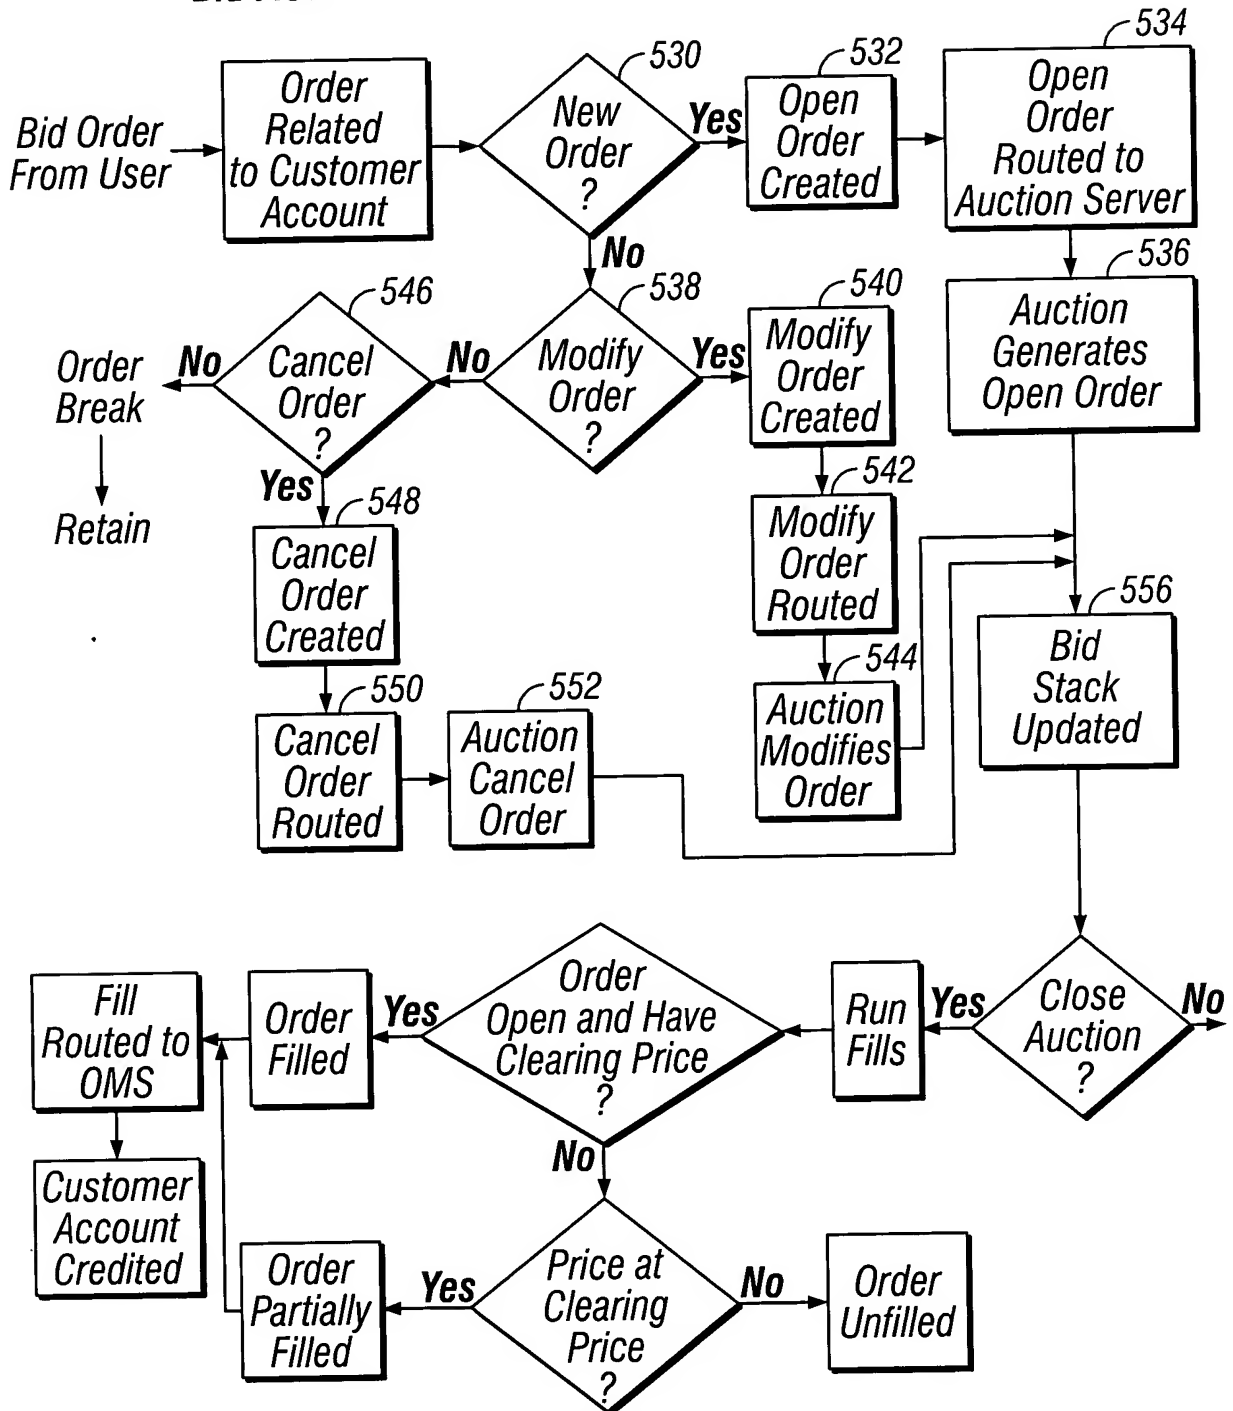 534
530
532
Order
Related
to Customer
Account
New
Order
?
Yes
Open
Order
Created
Open
Order
Routed to
Auction Server
Bid Order
From User
No
536
546
538
540
Auction
Generates
Open Order
Order
Break
No
Cancel
Order
?
No
Modify
Order
?
Yes
Modify
Order
Created
Yes
548
542
Retain
Cancel
Order
Created
Modify
Order
Routed
556
Bid
Stack
Updated
550
552
544
Cancel
Order
Routed
Auction
Cancel
Order
Auction
Modifies
Order
Fill
Routed to
OMS
Order
Filled
Yes
Order
Open and Have
Clearing Price
?
Run
Fills
Yes
Close
Auction
?
No
No
Customer
Account
Credited
Order
Partially
Filled
Yes
Price at
Clearing
Price
?
No
Order
Unfilled